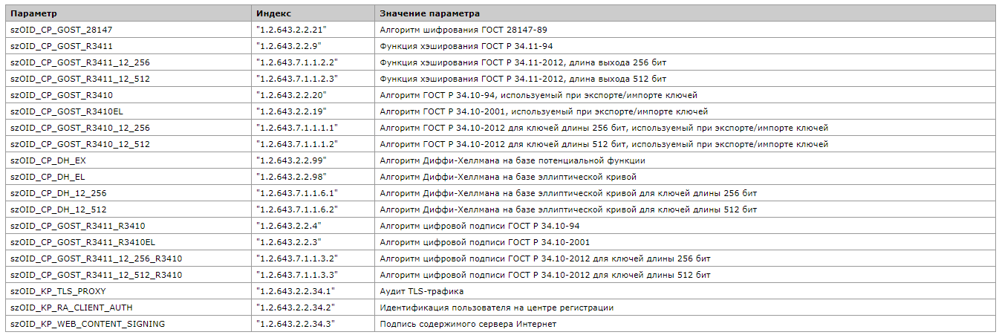 Параметр Индекс Значение параметра
szOID_CP_GOST_28147 "1.2.643.2.2.21" Алгоритм шифрования ГОСТ 28147-89
szOID_CP_GOST_R3411 "1.2.643.2.2.9" Функция хэширования ГОСТ Р 34.11-94
szOID_CP_GOST_R3411_12_256 "1.2.643.7.1.1.2.2" Функция хэширования ГОСТ Р 34.11-2012, длина выхода 256 бит
szOID_CP_GOST_R3411_12_512 "1.2.643.7.1.1.2.3" Функция хэширования ГОСТ Р 34.11-2012, длина выхода 512 бит
szOID_CP_GOST_R3410 "1.2.643.2.2.20" Алгоритм ГОСТ Р 34.10-94, используемый при экспорте/импорте ключей
szOID_CP_GOST_R3410EL "1.2.643.2.2.19" Алгоритм ГОСТ Р 34.10-2001, используемый при экспорте/импорте ключей
szOID_CP_GOST_R3410_12_256 "1.2.643.7.1.1.1.1" Алгоритм ГОСТ Р 34.10-2012 для ключей длины 256 бит, используемый при экспорте/импорте ключей
szOID_CP_GOST_R3410_12_512 "1.2.643.7.1.1.1.2" Алгоритм ГОСТ Р 34.10-2012 для ключей длины 512 бит, используемый при экспорте/импорте ключей
szOID_CP_DH_EX "1.2.643.2.2.99" Алгоритм Диффи-Хеллмана на базе потенциальной функции
szOID_CP_DH_EL "1.2.643.2.2.98" Алгоритм Диффи-Хеллмана на базе эллиптической кривой
szOID_CP_DH_12_256 "1.2.643.7.1.1.6.1" Алгоритм Диффи-Хеллмана на базе эллиптической кривой для ключей длины 256 бит
szOID_CP_DH_12_512 "1.2.643.7.1.1.6.2" Алгоритм Диффи-Хеллмана на базе эллиптической кривой для ключей длины 512 бит
szOID_CP_GOST_R3411_R3410 "1.2.643.2.2.4" Алгоритм цифровой подписи ГОСТ Р 34.10-94
szOID_CP_GOST_R3411_R3410EL "1.2.643.2.2.3" Алгоритм цифровой подписи ГОСТ Р 34.10-2001
szOID_CP_GOST_R3411_12_256_R3410 "1.2.643.7.1.1.3.2" Алгоритм цифровой подписи ГОСТ Р 34.10-2012 для ключей длины 256 бит
szOID_CP_GOST_R3411_12_512_R3410 "1.2.643.7.1.1.3.3" Алгоритм цифровой подписи ГОСТ Р 34.10-2012 для ключей длины 512 бит
szOID_KP_TLS_PROXY "1.2.643.2.2.34.1" Аудит TLS-трафика
szOID_KP_RA_CLIENT_AUTH "1.2.643.2.2.34.2" Идентификация пользователя на центре регистрации
szOID_KP_WEB_CONTENT_SIGNING "1.2.643.2.2.34.3" Подпись содержимого сервера Интернет